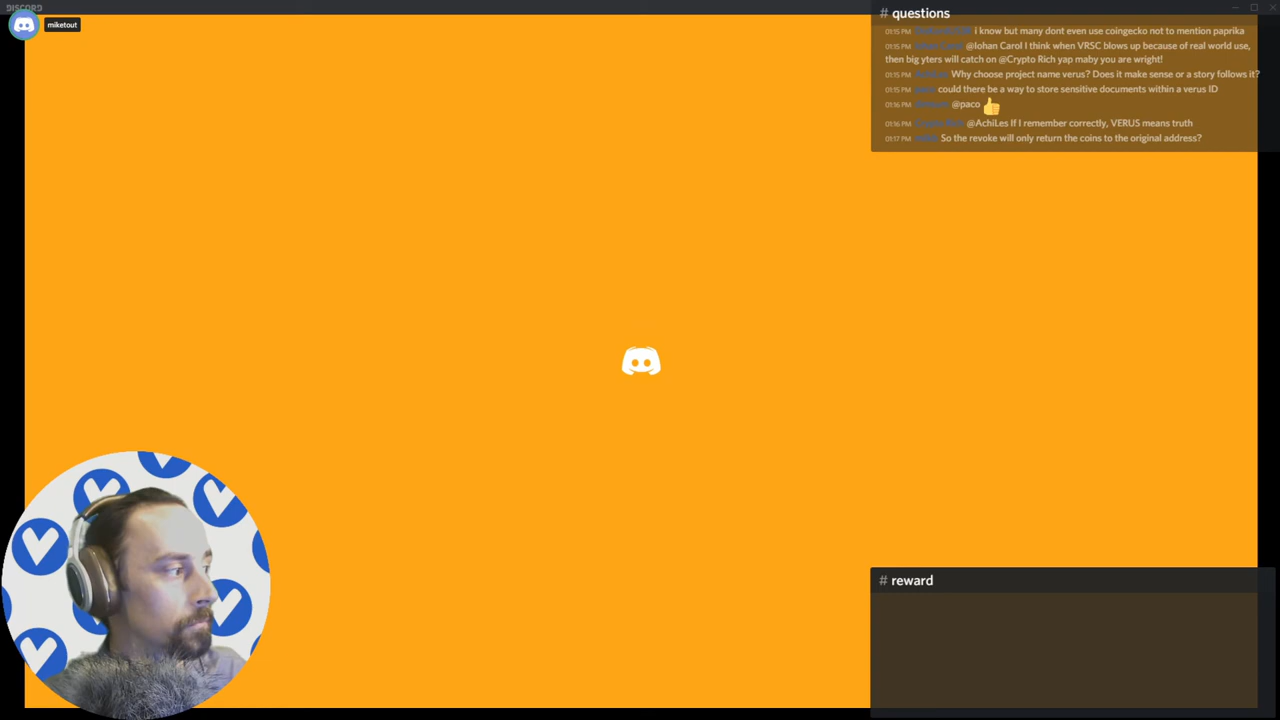 DISCORD
miketout
# questions
01:15 PM i know but many dont even use coingecko not to mention paprika
01:15 PM @Iohan Carol I think when VRSC blows up because of real world use,
then big yters will catch on @Crypto Rich yap maby you are wright!
01:15 PM Why choose project name verus? Does it make sense or a story follows it?
01:15 PM could there be a way to store sensitive documents within a verus ID
01:16 PM @paco 👍
01:16 PM @AchiLes If I remember correctly, VERUS means truth
01:17 PM So the revoke will only return the coins to the original address?
# reward